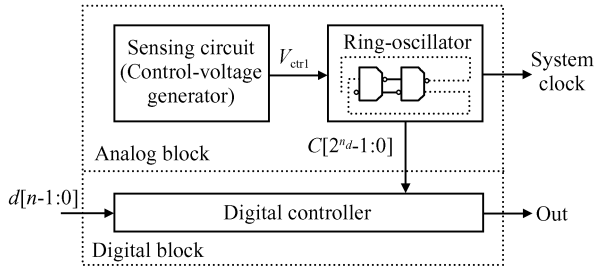 Sensing circuit
(Control-voltage
generator)
V_ctrl
Ring-oscillator
System
clock
Analog block
C[2^{n_d}-1:0]
d[n-1:0]
Digital controller
Out
Digital block